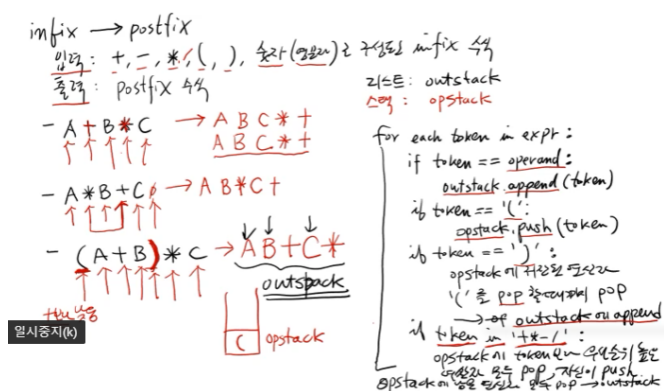 infix → postfix
입력: +, -, *, /, (, ), 숫자(영문자)로 구성된 infix 수식
출력: postfix 수식
- A + B * C → A B C * +
A B C * +
- A * B + C → A B * C +
- (A + B) * C → A B + C *
outstack
( opstack
일시중지(k)
리스트: outstack
스택: opstack
for each token in expr:
if token == operand:
outstack.append(token)
if token == '(':
opstack.push(token)
if token == ')':
opstack에 저장된 연산자
'(' 를 pop 할때까지 pop
→ outstack에 append
if token in '+*-/':
opstack에 token보다 우선순위 높은
연산자 모두 pop, 자신이 push
opstack에 남은 연산자 모두 pop → outstack